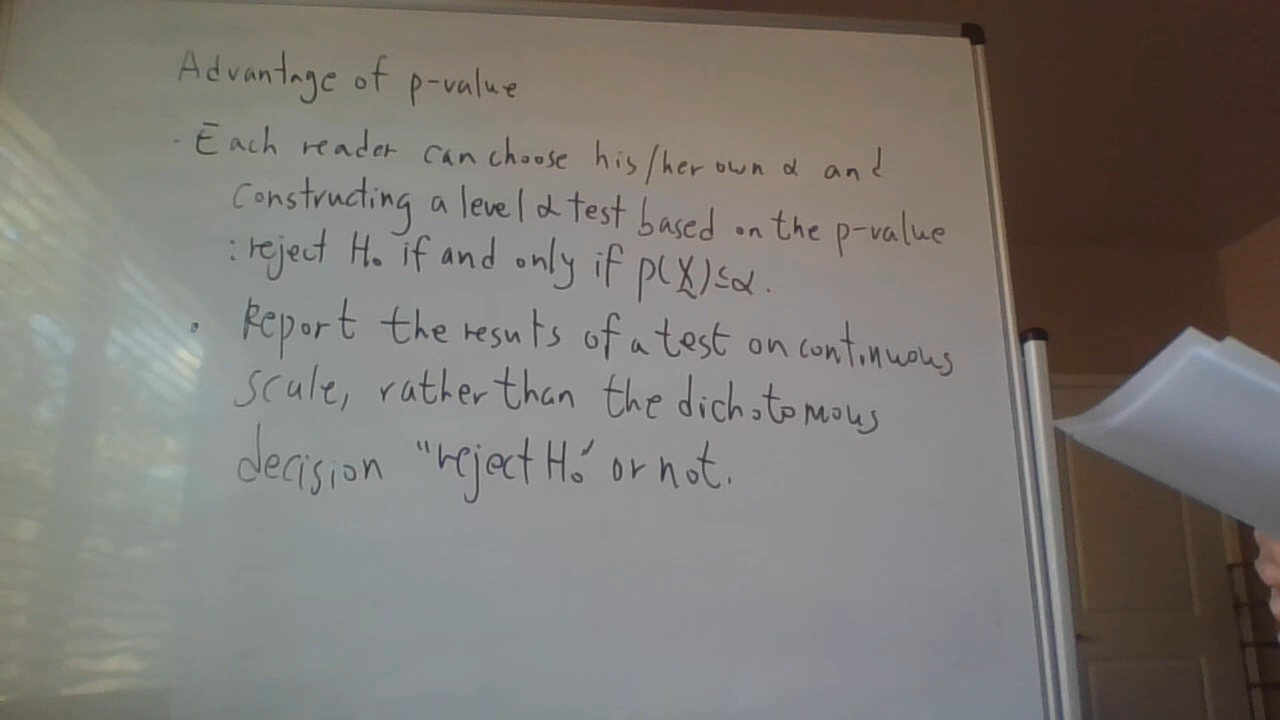 Advantage of p-value
· Each reader can choose his/her own α and
constructing a level α test based on the p-value
: reject H₀ if and only if p(X̰)≤α.
· Report the results of a test on continuous
scale, rather than the dichotomous
decision "reject H₀" or not.